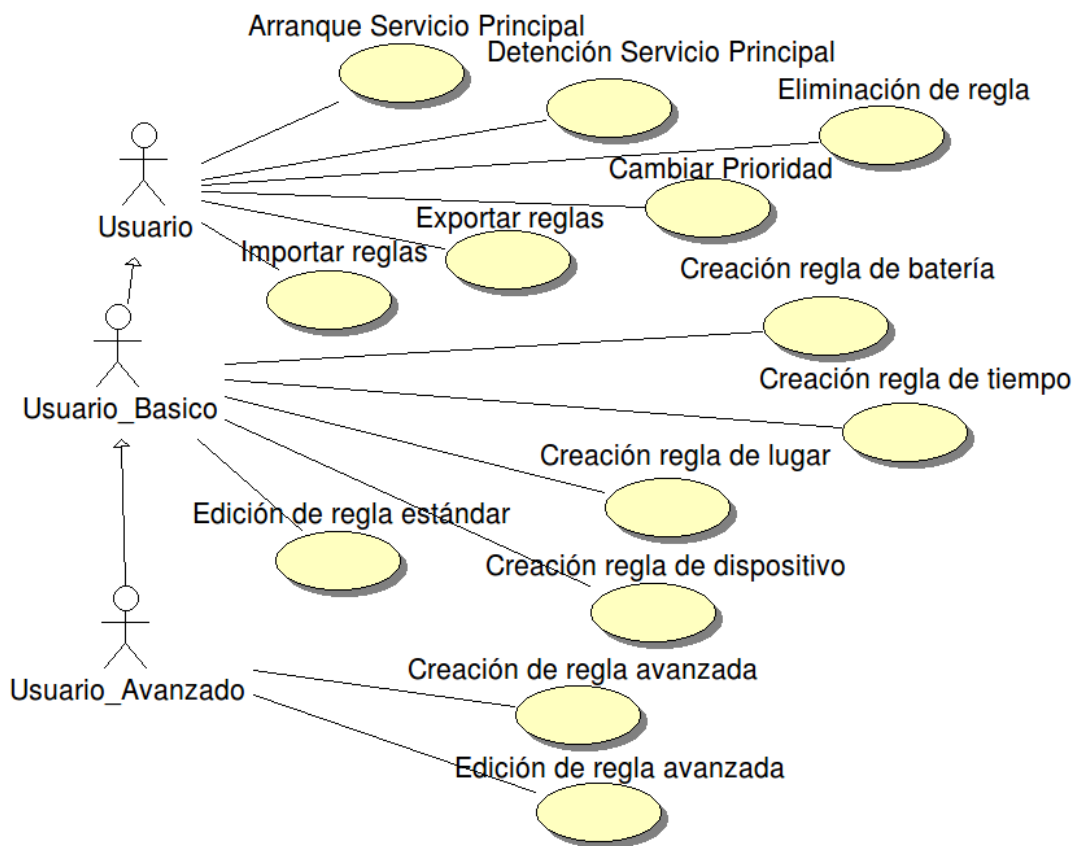 Arranque Servicio Principal
Detención Servicio Principal
Eliminación de regla
Cambiar Prioridad
Usuario
Exportar reglas
Importar reglas
Creación regla de batería
Creación regla de tiempo
Usuario_Basico
Creación regla de lugar
Edición de regla estándar
Creación regla de dispositivo
Creación de regla avanzada
Usuario_Avanzado
Edición de regla avanzada